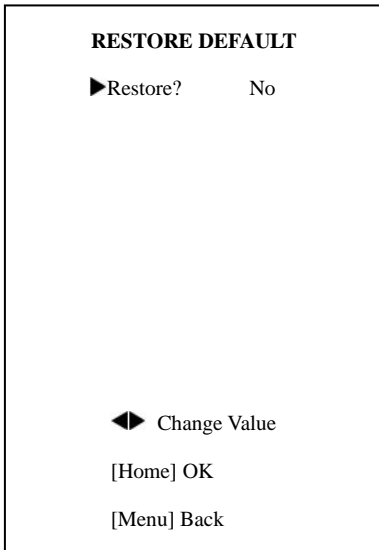 RESTORE DEFAULT
▶Restore? No
◀▶ Change Value
[Home] OK
[Menu] Back